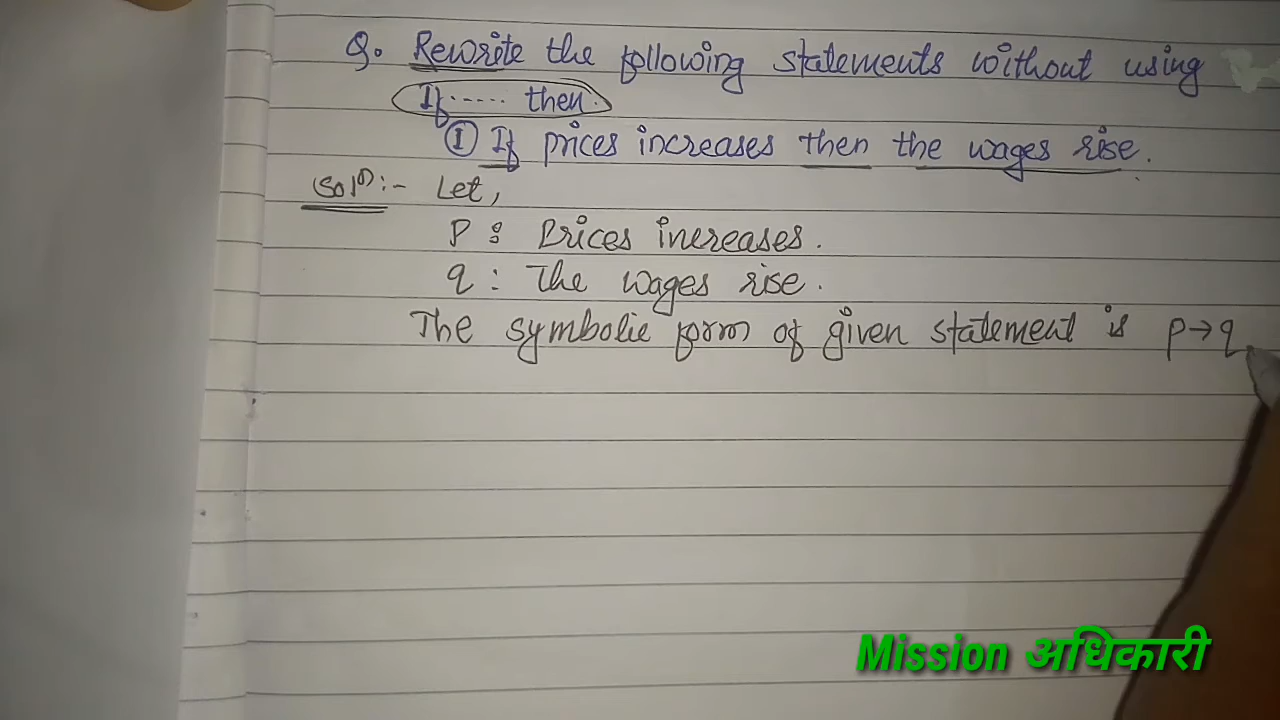 Q. Rewrite the following statements without using
If ..... then.
① If prices increases then the wages rise.
Solⁿ :- Let,
P : Prices increases.
q : The wages rise.
The symbolic form of given statement is p→q
Mission अधिकारी